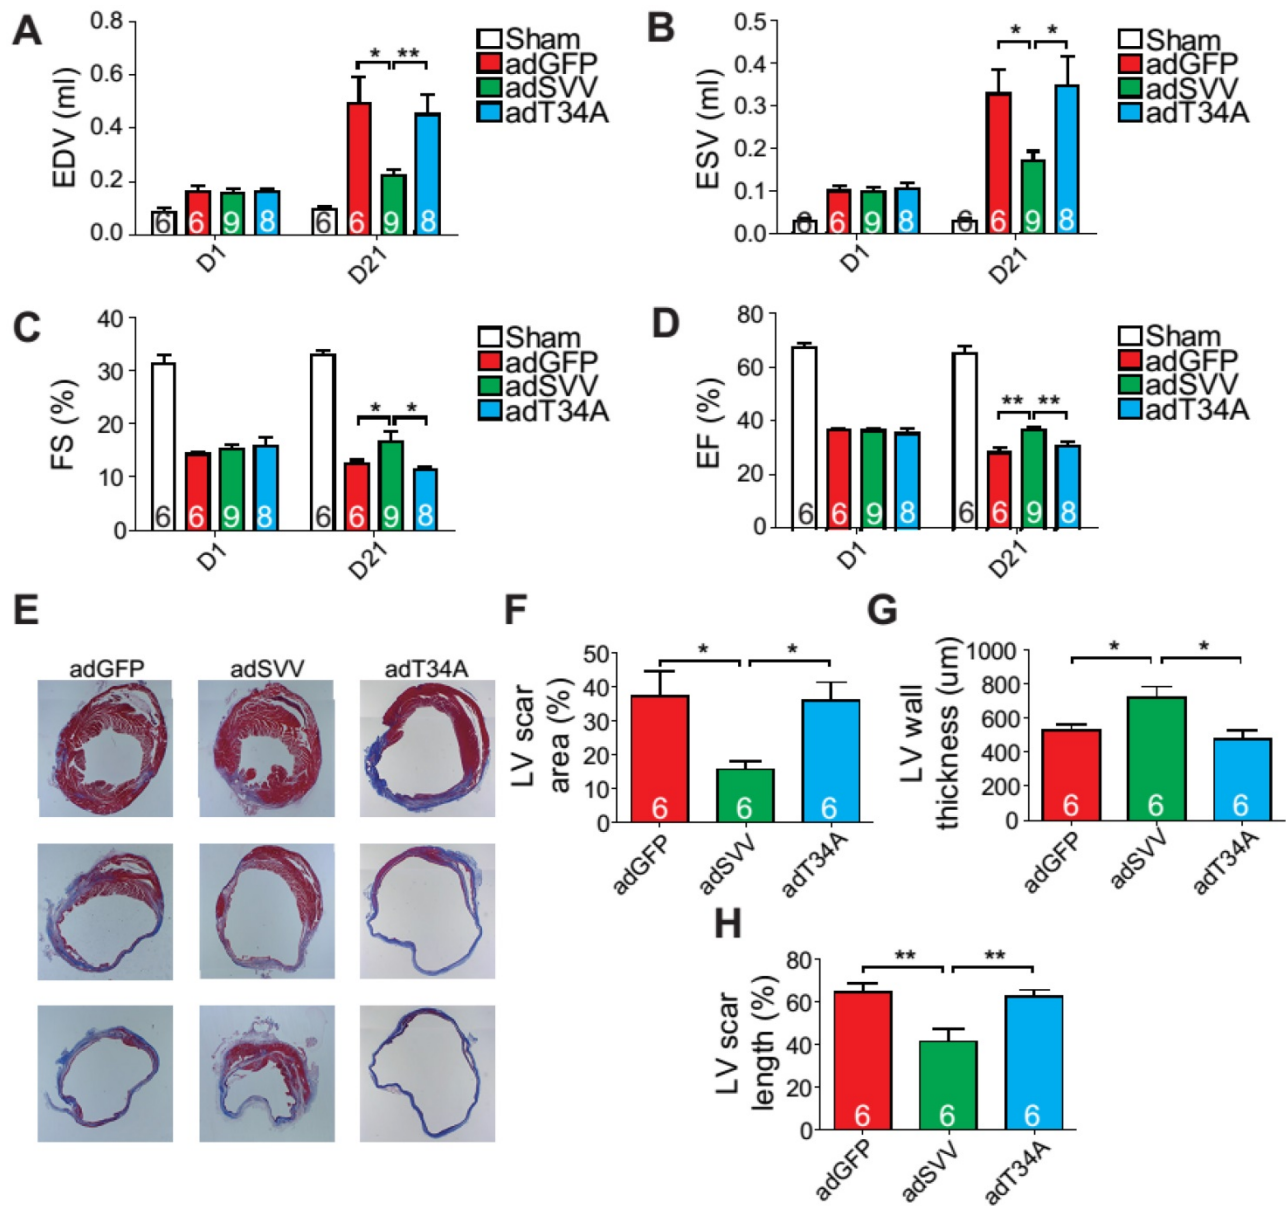 A
EDV (ml)
0.8
0.6
0.4
0.2
0.0
* **
6 6 9 8
6 6 9 8
D1 D21
Sham
adGFP
adSVV
adT34A
B
ESV (ml)
0.5
0.4
0.3
0.2
0.1
0.0
* *
6 6 9 8
6 6 9 8
D1 D21
Sham
adGFP
adSVV
adT34A
C
FS (%)
40
30
20
10
0
* *
6 6 9 8
6 6 9 8
D1 D21
Sham
adGFP
adSVV
adT34A
D
EF (%)
80
60
40
20
0
** **
6 6 9 8
6 6 9 8
D1 D21
Sham
adGFP
adSVV
adT34A
E
adGFP adSVV adT34A
F
LV scar
area (%)
50
40
30
20
10
0
* *
6 6 6
adGFP adSVV adT34A
G
LV wall
thickness (um)
1000
800
600
400
200
0
* *
6 6 6
adGFP adSVV adT34A
H
LV scar
length (%)
80
60
40
20
0
** **
6 6 6
adGFP adSVV adT34A